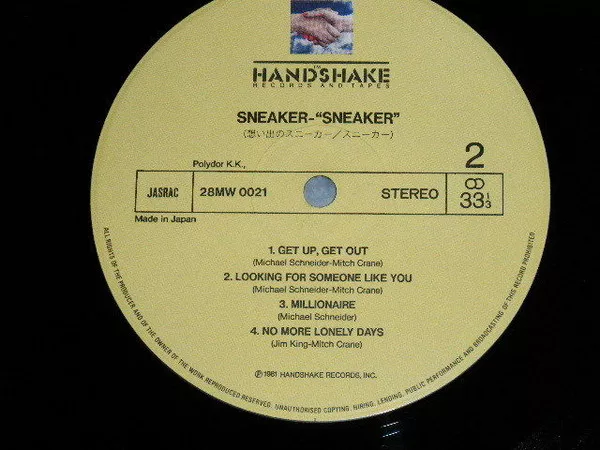 HANDSHAKE
RECORDS AND TAPES
SNEAKER-“SNEAKER”
(想い出のスニーカー/スニーカー)
2
Polydor K.K.,
JASRAC
28MW 0021
STEREO
33 1/3
Made in Japan
1. GET UP, GET OUT
(Michael Schneider-Mitch Crane)
2. LOOKING FOR SOMEONE LIKE YOU
(Michael Schneider-Mitch Crane)
3. MILLIONAIRE
(Michael Schneider)
4. NO MORE LONELY DAYS
(Jim King-Mitch Crane)
Ⓟ1981 HANDSHAKE RECORDS, INC.
ALL RIGHTS OF THE PRODUCER AND OF THE OWNER OF THE WORK REPRODUCED RESERVED. UNAUTHORISED COPYING, HIRING, LENDING, PUBLIC PERFORMANCE AND BROADCASTING OF THIS RECORD PROHIBITED